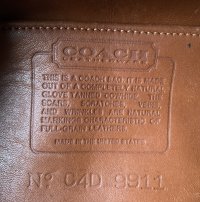 COACH
THIS IS A COACH BAG. IT IS MADE
OUT OF A COMPLETELY NATURAL
GLOVE TANNED COWHIDE.
SCARS, SCRATCHES, VEINS
AND WRINKLES ARE NATURAL
MARKINGS CHARACTERISTIC OF
FULL GRAIN LEATHERS.
MADE IN THE UNITED STATES
No 04D 9911